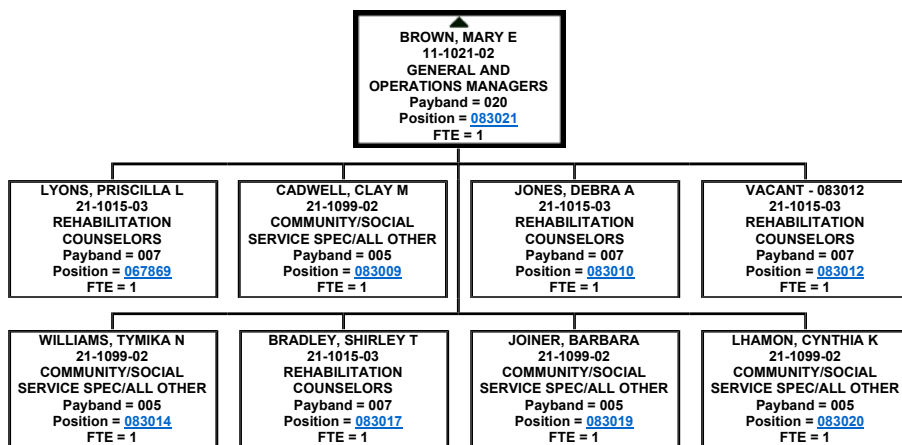 BROWN, MARY E
11-1021-02
GENERAL AND
OPERATIONS MANAGERS
Payband = 020
Position = 083021
FTE = 1
LYONS, PRISCILLA L
21-1015-03
REHABILITATION
COUNSELORS
Payband = 007
Position = 067869
FTE = 1
CADWELL, CLAY M
21-1099-02
COMMUNITY/SOCIAL
SERVICE SPEC/ALL OTHER
Payband = 005
Position = 083009
FTE = 1
JONES, DEBRA A
21-1015-03
REHABILITATION
COUNSELORS
Payband = 007
Position = 083010
FTE = 1
VACANT - 083012
21-1015-03
REHABILITATION
COUNSELORS
Payband = 007
Position = 083012
FTE = 1
WILLIAMS, TYMIKA N
21-1099-02
COMMUNITY/SOCIAL
SERVICE SPEC/ALL OTHER
Payband = 005
Position = 083014
FTE = 1
BRADLEY, SHIRLEY T
21-1015-03
REHABILITATION
COUNSELORS
Payband = 007
Position = 083017
FTE = 1
JOINER, BARBARA
21-1099-02
COMMUNITY/SOCIAL
SERVICE SPEC/ALL OTHER
Payband = 005
Position = 083019
FTE = 1
LHAMON, CYNTHIA K
21-1099-02
COMMUNITY/SOCIAL
SERVICE SPEC/ALL OTHER
Payband = 005
Position = 083020
FTE = 1